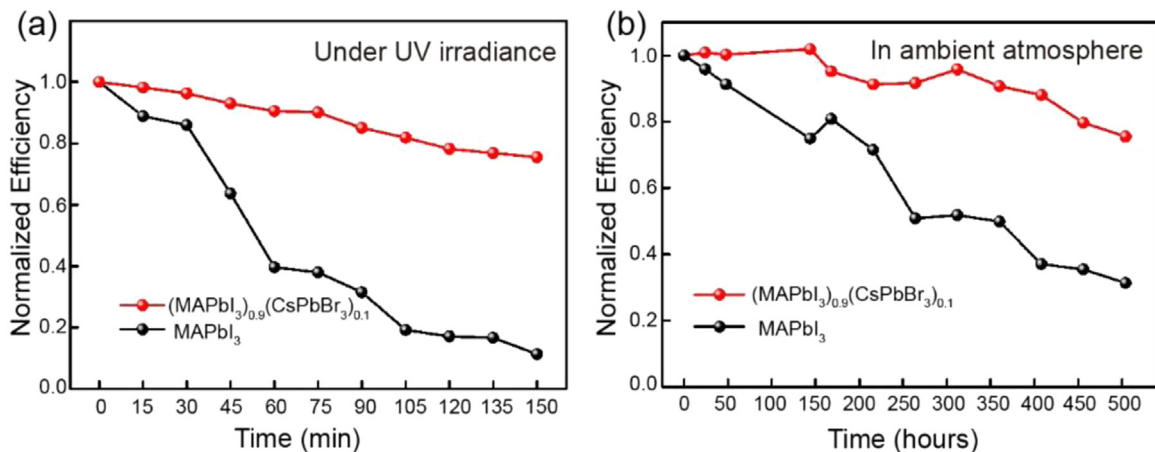 (a)
Under UV irradiance
Normalized Efficiency
1.0
0.8
0.6
0.4
0.2
0.0
(MAPbI₃)₀.₉(CsPbBr₃)₀.₁
MAPbI₃
0 15 30 45 60 75 90 105 120 135 150
Time (min)
(b)
In ambient atmosphere
Normalized Efficiency
1.0
0.8
0.6
0.4
0.2
0.0
(MAPbI₃)₀.₉(CsPbBr₃)₀.₁
MAPbI₃
0 50 100 150 200 250 300 350 400 450 500
Time (hours)